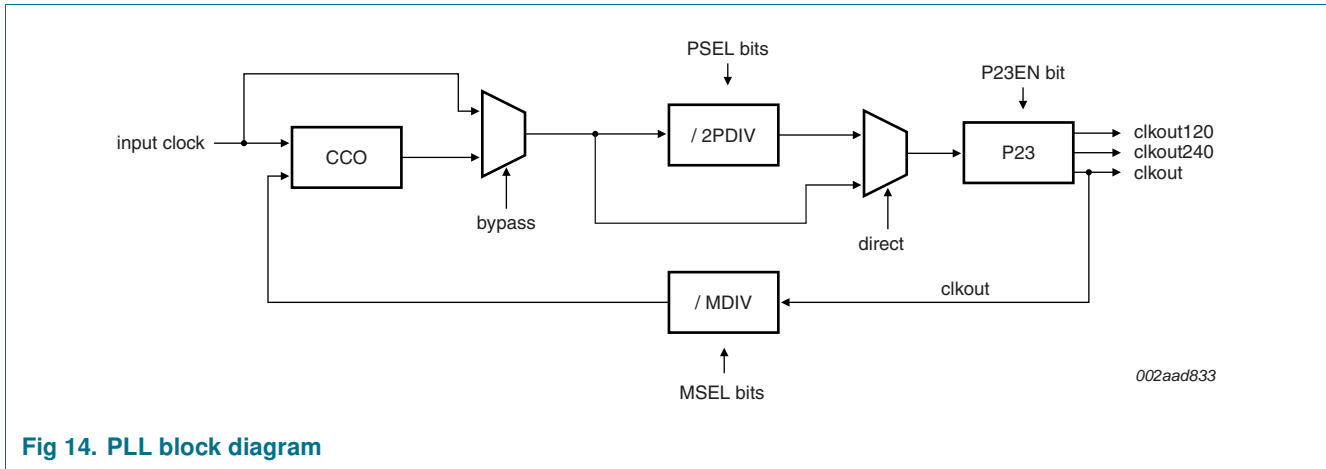 PSEL bits
P23EN bit
input clock
CCO
/ 2PDIV
P23
clkout120
clkout240
clkout
bypass
direct
/ MDIV
clkout
MSEL bits
002aad833
Fig 14. PLL block diagram